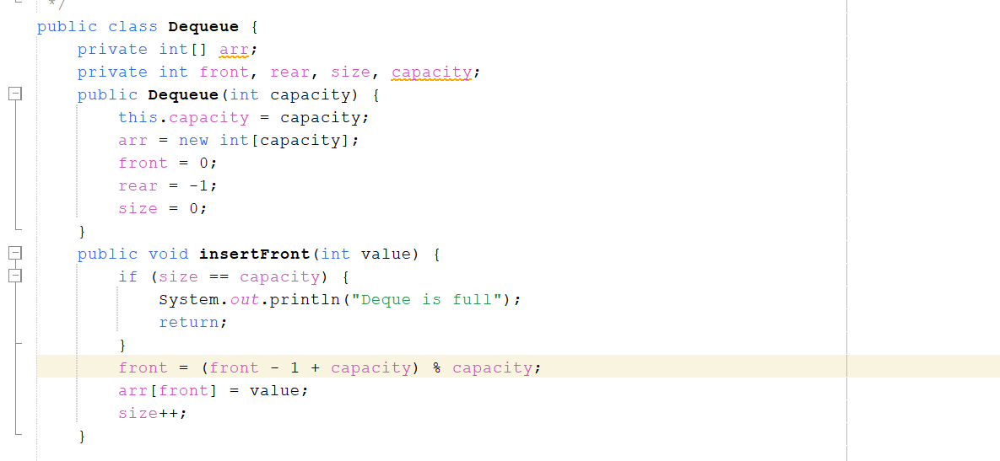 */
public class Dequeue {
    private int[] arr;
    private int front, rear, size, capacity;
    public Dequeue(int capacity) {
        this.capacity = capacity;
        arr = new int[capacity];
        front = 0;
        rear = -1;
        size = 0;
    }
    public void insertFront(int value) {
        if (size == capacity) {
            System.out.println("Deque is full");
            return;
        }
        front = (front - 1 + capacity) % capacity;
        arr[front] = value;
        size++;
    }